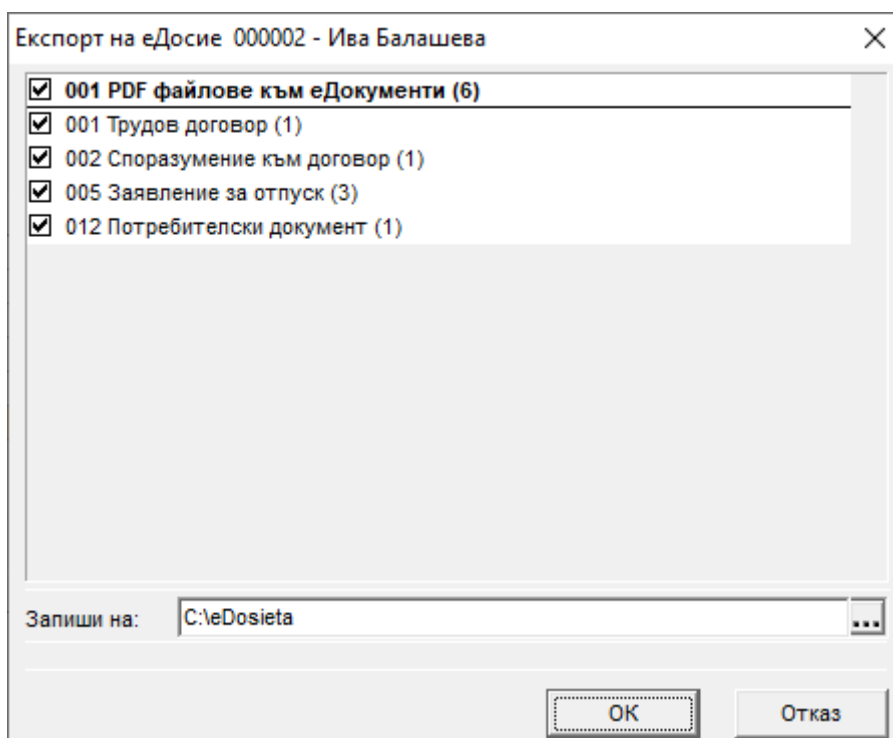 Експорт на еДосие 000002 - Ива Балашева
001 PDF файлове към еДокументи (6)
001 Трудов договор (1)
002 Споразумение към договор (1)
005 Заявление за отпуск (3)
012 Потребителски документ (1)
Запиши на: C:\eDosieta ...
ОК Отказ